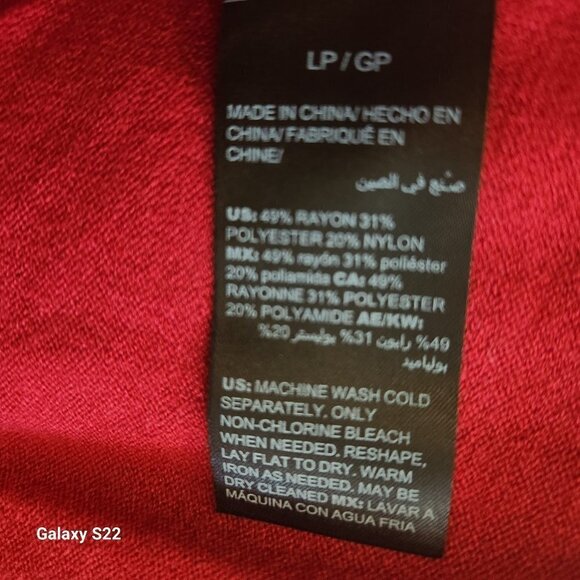 LP / GP
MADE IN CHINA/ HECHO EN
CHINA/ FABRIQUÉ EN
CHINE/
صنع في الصين
US: 49% RAYON 31%
POLYESTER 20% NYLON
MX: 49% rayón 31% poliéster
20% poliamida CA: 49%
RAYONNE 31% POLYESTER
20% POLYAMIDE AE/KW:
49% رايون 31% بوليستر 20%
بولياميد
US: MACHINE WASH COLD
SEPARATELY. ONLY
NON-CHLORINE BLEACH
WHEN NEEDED. RESHAPE,
LAY FLAT TO DRY. WARM
IRON AS NEEDED. MAY BE
DRY CLEANED MX: LAVAR A
MÁQUINA CON AGUA FRIA
Galaxy S22